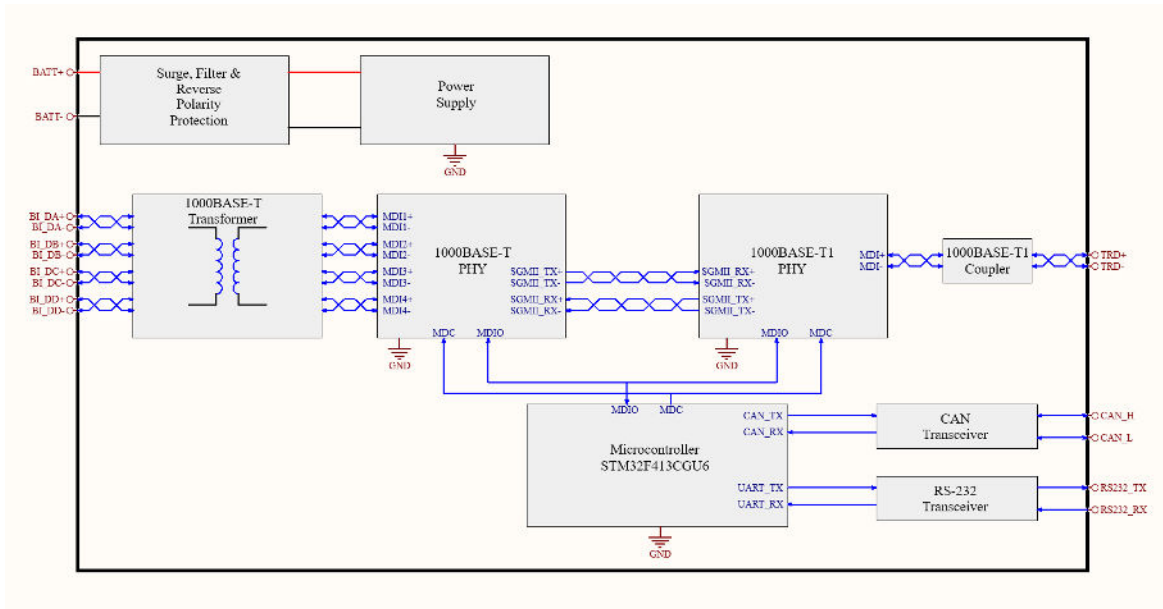 BATT+
BATT-
Surge, Filter &
Reverse
Polarity
Protection
Power
Supply
GND
BI_DA+
BI_DA-
BI_DB+
BI_DB-
BI_DC+
BI_DC-
BI_DD+
BI_DD-
1000BASE-T
Transformer
MDI1+
MDI1-
MDI2+
MDI2-
MDI3+
MDI3-
MDI4+
MDI4-
1000BASE-T
PHY
SGMII_TX+
SGMII_TX-
SGMII_RX+
SGMII_RX-
MDC
MDIO
GND
SGMII_RX+
SGMII_RX-
SGMII_TX+
SGMII_TX-
1000BASE-T1
PHY
MDI+
MDI-
MDIO
MDC
GND
1000BASE-T1
Coupler
TRD+
TRD-
MDIO
MDC
Microcontroller
STM32F413CGU6
CAN_TX
CAN_RX
UART_TX
UART_RX
GND
CAN
Transceiver
CAN_H
CAN_L
RS-232
Transceiver
RS232_TX
RS232_RX